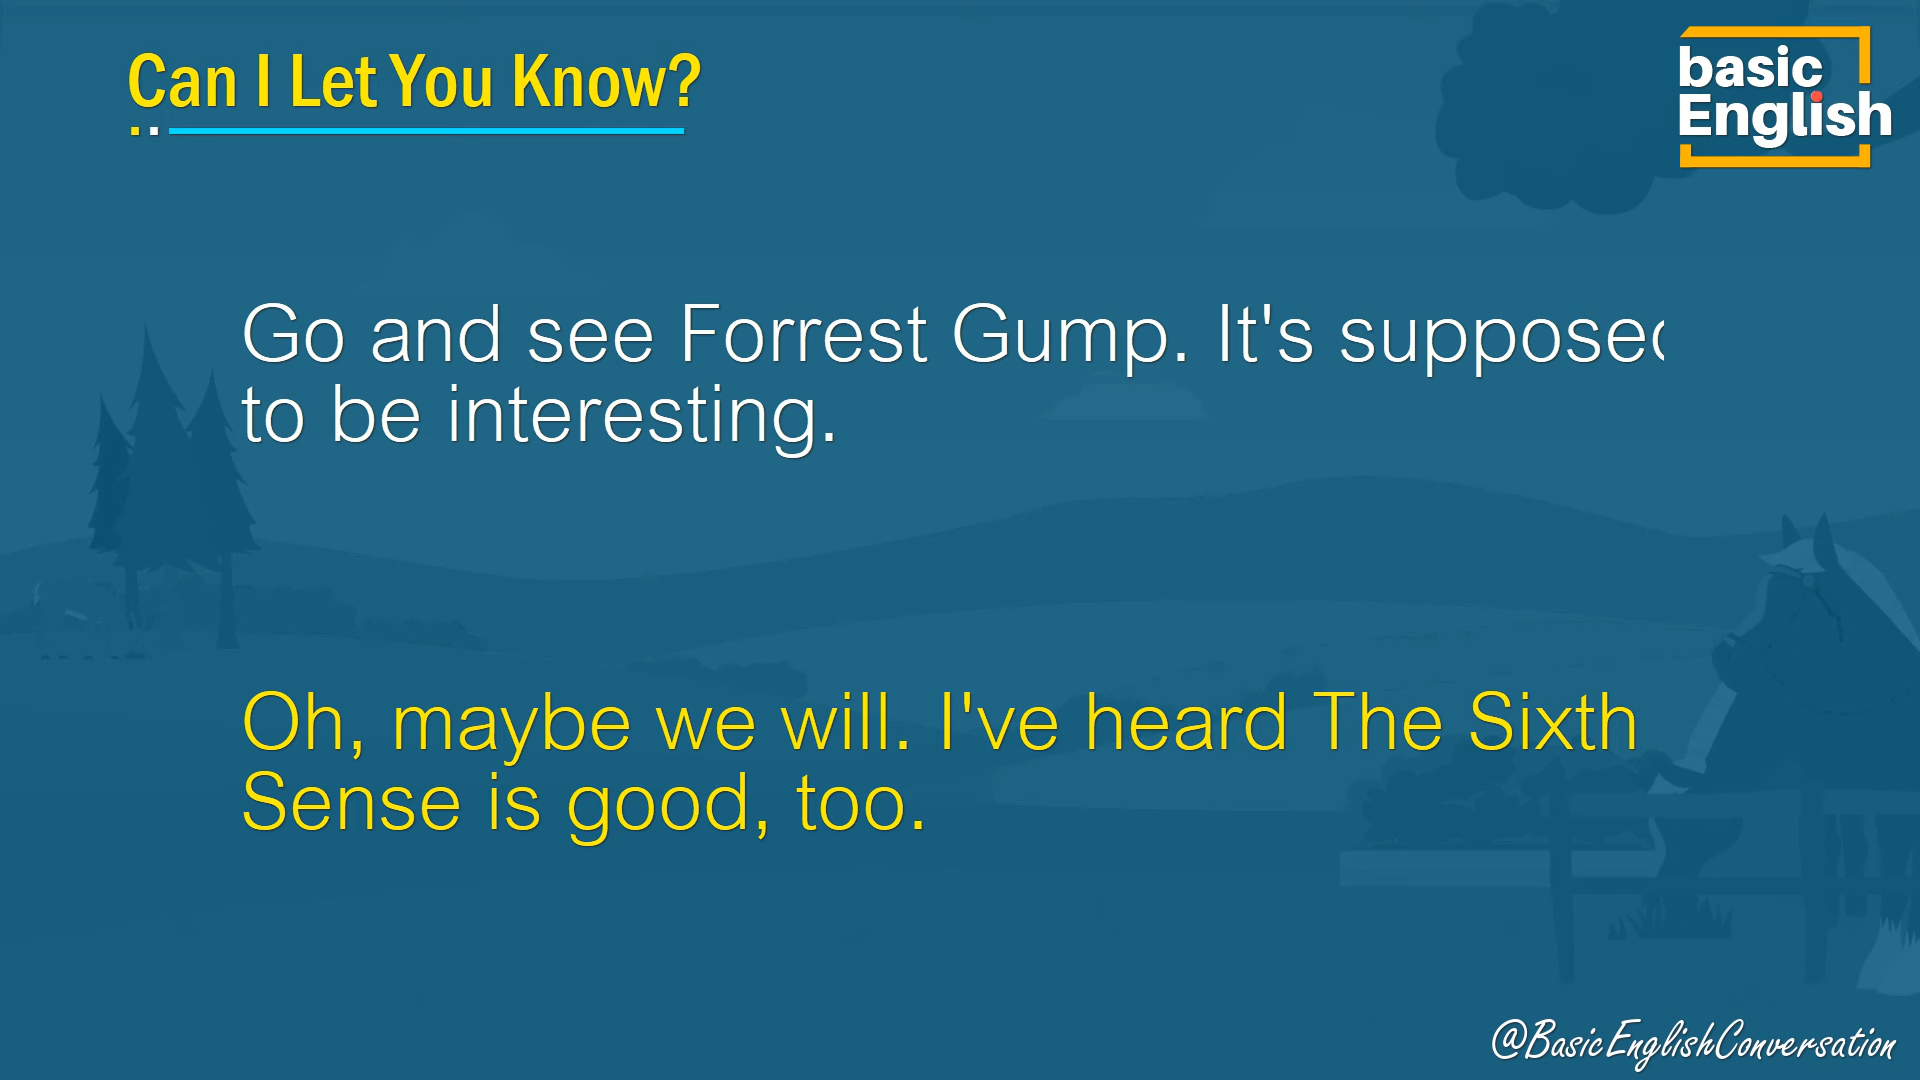 Can I Let You Know?
basic
English
Go and see Forrest Gump. It's supposed
to be interesting.
Oh, maybe we will. I've heard The Sixth
Sense is good, too.
@BasicEnglishConversation